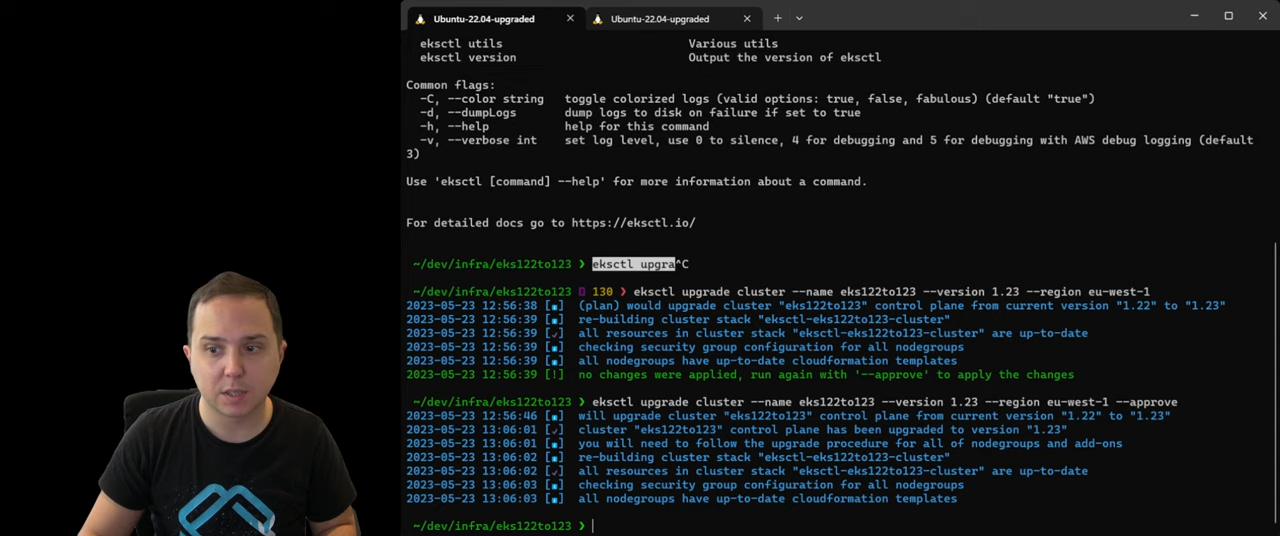 Ubuntu-22.04-upgraded
Ubuntu-22.04-upgraded
eksctl utils Various utils
eksctl version Output the version of eksctl
Common flags:
-C, --color string toggle colorized logs (valid options: true, false, fabulous) (default "true")
-d, --dumpLogs dump logs to disk on failure if set to true
-h, --help help for this command
-v, --verbose int set log level, use 0 to silence, 4 for debugging and 5 for debugging with AWS debug logging (default
3)
Use 'eksctl [command] --help' for more information about a command.
For detailed docs go to https://eksctl.io/
~/dev/infra/eks122to123 ❯ eksctl upgra^C
~/dev/infra/eks122to123 130 ❯ eksctl upgrade cluster --name eks122to123 --version 1.23 --region eu-west-1
2023-05-23 12:56:38 [ℹ] (plan) would upgrade cluster "eks122to123" control plane from current version "1.22" to "1.23"
2023-05-23 12:56:39 [ℹ] re-building cluster stack "eksctl-eks122to123-cluster"
2023-05-23 12:56:39 [✓] all resources in cluster stack "eksctl-eks122to123-cluster" are up-to-date
2023-05-23 12:56:39 [ℹ] checking security group configuration for all nodegroups
2023-05-23 12:56:39 [ℹ] all nodegroups have up-to-date cloudformation templates
2023-05-23 12:56:39 [!] no changes were applied, run again with '--approve' to apply the changes
~/dev/infra/eks122to123 ❯ eksctl upgrade cluster --name eks122to123 --version 1.23 --region eu-west-1 --approve
2023-05-23 12:56:46 [ℹ] will upgrade cluster "eks122to123" control plane from current version "1.22" to "1.23"
2023-05-23 13:06:01 [✓] cluster "eks122to123" control plane has been upgraded to version "1.23"
2023-05-23 13:06:01 [ℹ] you will need to follow the upgrade procedure for all of nodegroups and add-ons
2023-05-23 13:06:02 [ℹ] re-building cluster stack "eksctl-eks122to123-cluster"
2023-05-23 13:06:02 [✓] all resources in cluster stack "eksctl-eks122to123-cluster" are up-to-date
2023-05-23 13:06:03 [ℹ] checking security group configuration for all nodegroups
2023-05-23 13:06:03 [ℹ] all nodegroups have up-to-date cloudformation templates
~/dev/infra/eks122to123 ❯